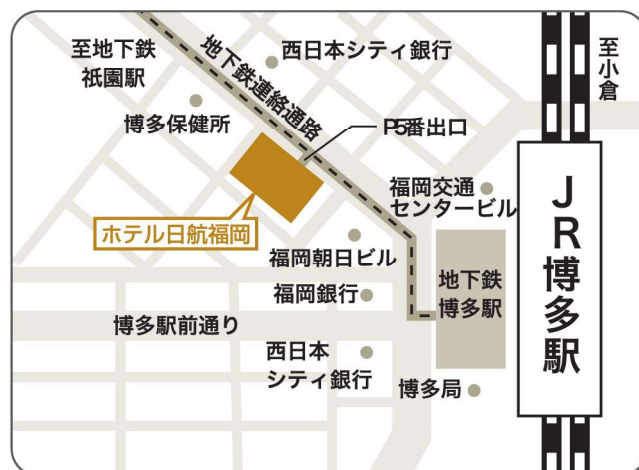 至地下鉄
祇園駅
地下鉄連絡通路
西日本シティ銀行
至小倉
博多保健所
P5番出口
福岡交通
センタービル
ホテル日航福岡
福岡朝日ビル
JR博多駅
地下鉄
博多駅
福岡銀行
博多駅前通り
西日本
シティ銀行
博多局